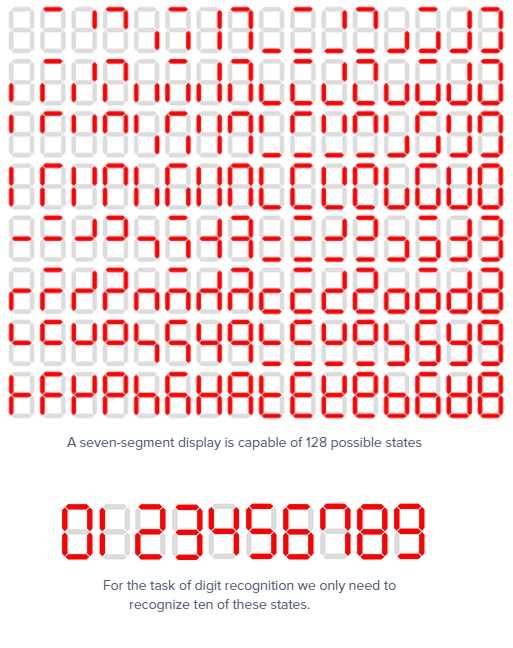 A seven-segment display is capable of 128 possible states
0123456789
For the task of digit recognition we only need to
recognize ten of these states.